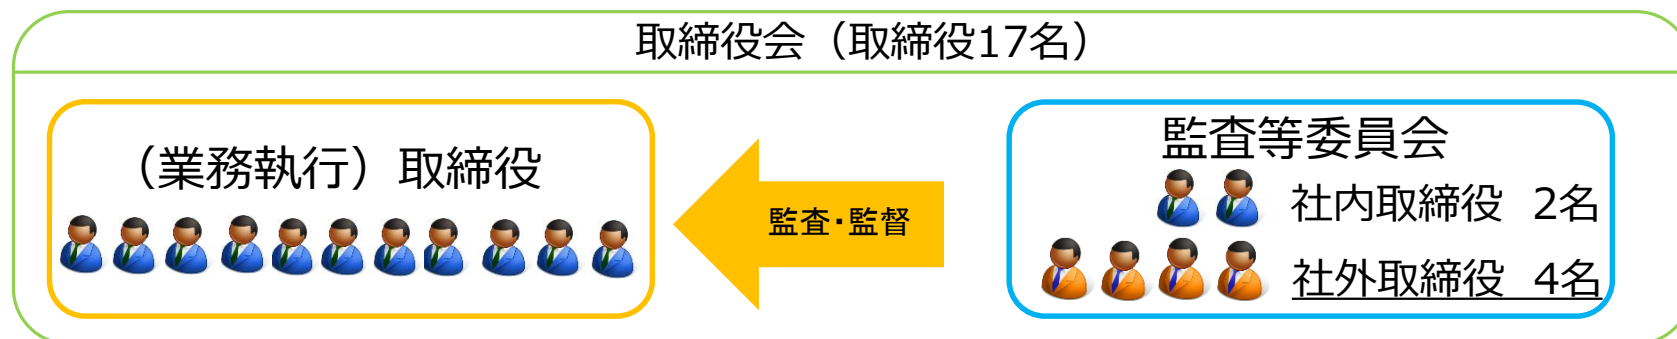 取締役会（取締役17名）
（業務執行）取締役
監査･監督
監査等委員会
社内取締役 2名
社外取締役 4名